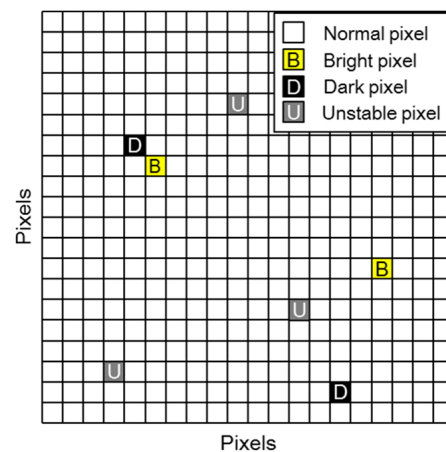 Normal pixel
B Bright pixel
D Dark pixel
U Unstable pixel
U
D
B
B
U
U
D
Pixels
Pixels